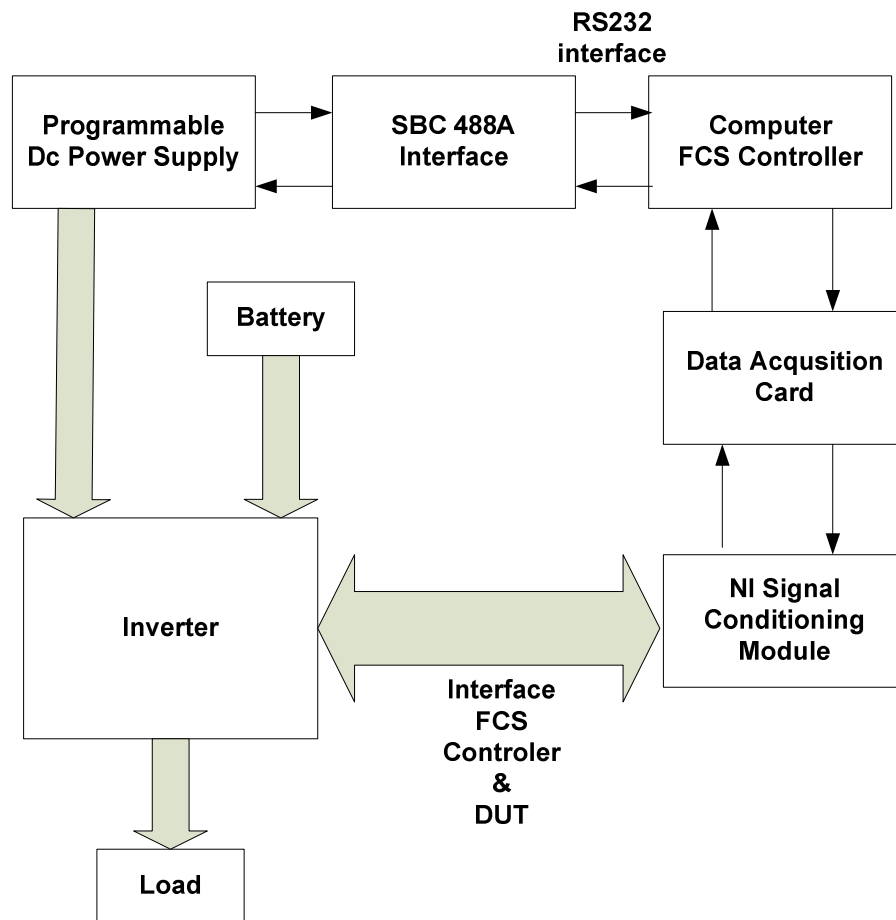 RS232
interface
Programmable
Dc Power Supply
SBC 488A
Interface
Computer
FCS Controller
Battery
Data Acqusition
Card
Inverter
NI Signal
Conditioning
Module
Interface
FCS
Controler
&
DUT
Load